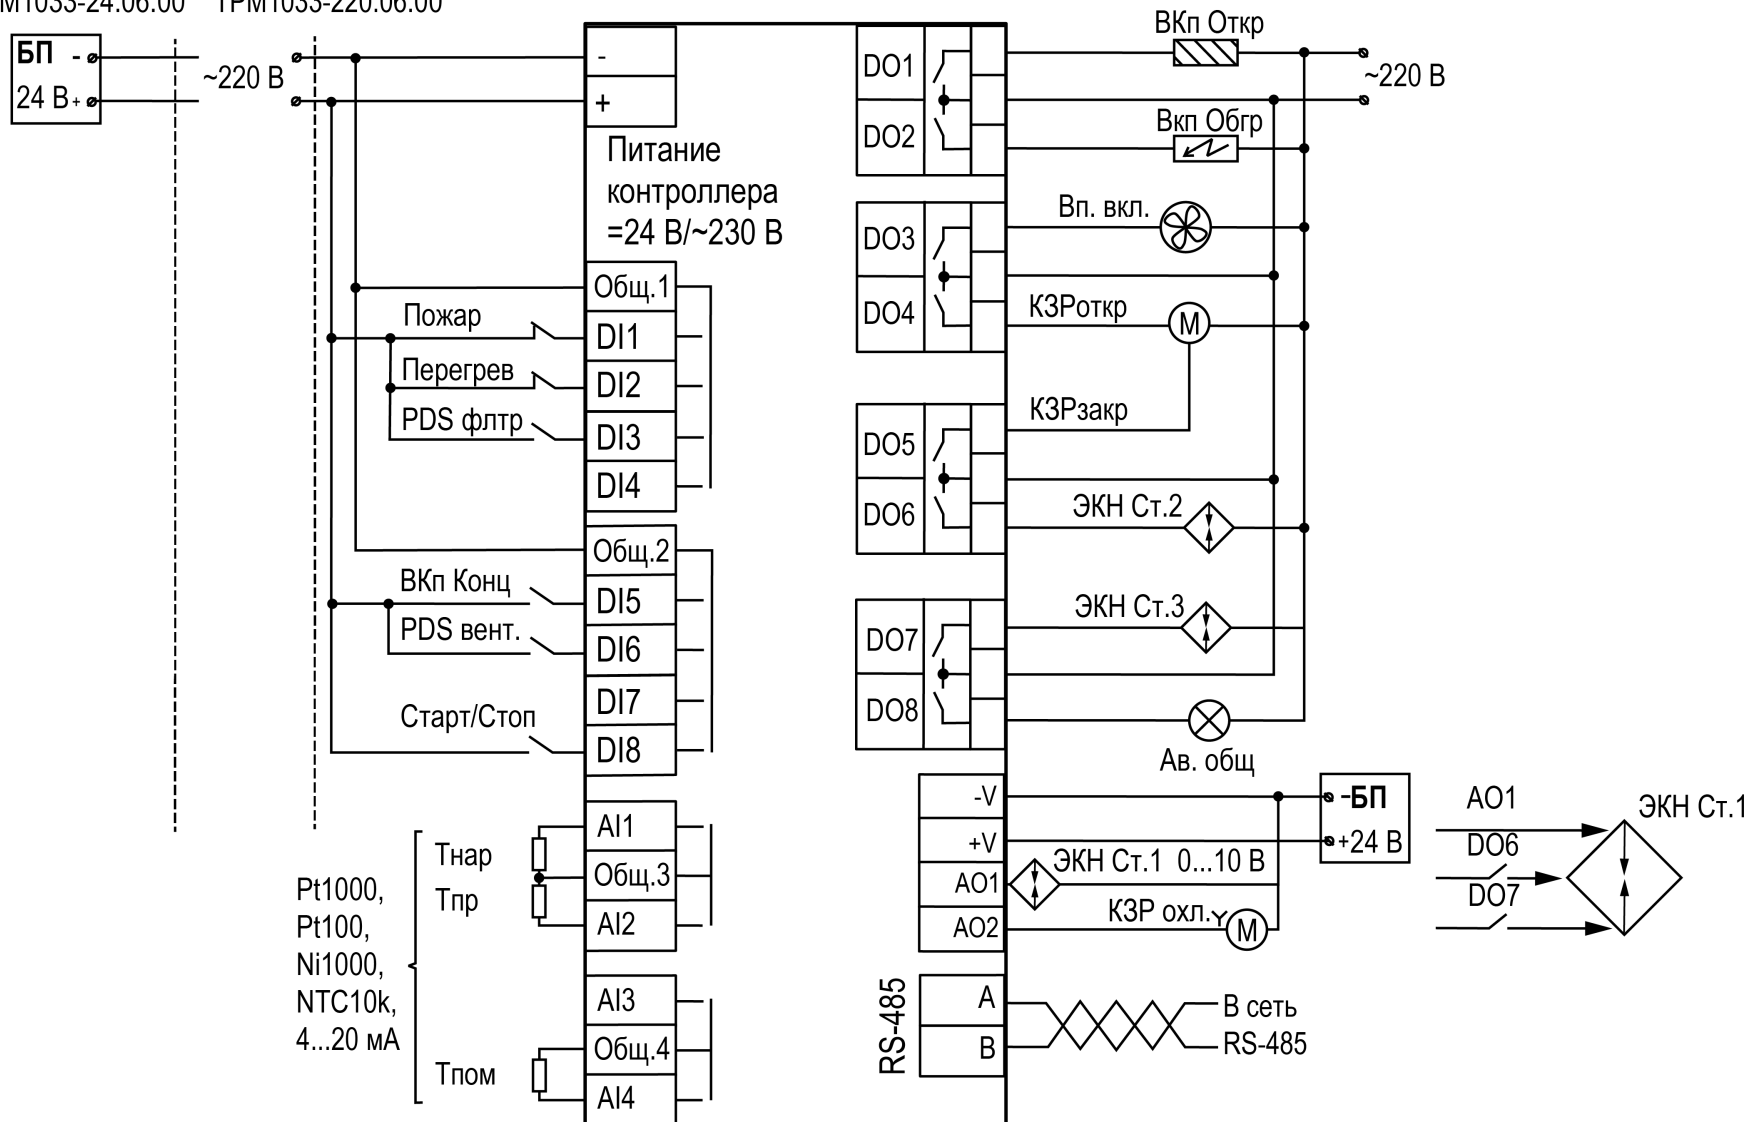 М1033-24.06.00 ТРМ1033-220.06.00
БП -
24 В +
~220 В
-
+
Питание
контроллера
=24 В/~230 В
Общ.1
Пожар
DI1
Перегрев
DI2
PDS флтр
DI3
DI4
Общ.2
ВКп Конц
DI5
PDS вент.
DI6
DI7
Старт/Стоп
DI8
AI1
Тнар
Общ.3
Тпр
AI2
Pt1000,
Pt100,
Ni1000,
NTC10k,
4...20 мА
AI3
Общ.4
Тпом
AI4
DO1
DO2
ВКп Откр
~220 В
Вкп Обгр
DO3
DO4
Вп. вкл.
КЗРоткр
М
КЗРзакр
DO5
DO6
ЭКН Ст.2
DO7
DO8
ЭКН Ст.3
Ав. общ
-V
+V
AO1
AO2
-БП
+24 В
ЭКН Ст.1 0...10 В
КЗР охл.
М
AO1
DO6
DO7
ЭКН Ст.1
RS-485
A
B
В сеть
RS-485